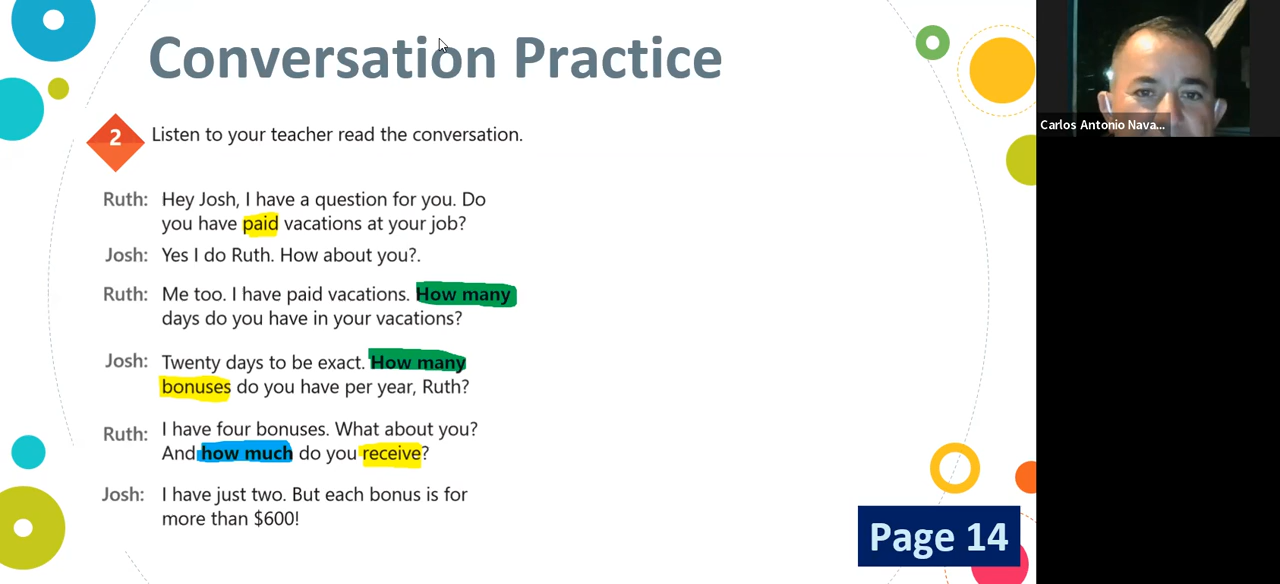 Conversation Practice
2
Listen to your teacher read the conversation.
Ruth: Hey Josh, I have a question for you. Do
you have paid vacations at your job?
Josh: Yes I do Ruth. How about you?.
Ruth: Me too. I have paid vacations. How many
days do you have in your vacations?
Josh: Twenty days to be exact. How many
bonuses do you have per year, Ruth?
Ruth: I have four bonuses. What about you?
And how much do you receive?
Josh: I have just two. But each bonus is for
more than $600!
Page 14
Carlos Antonio Nava...